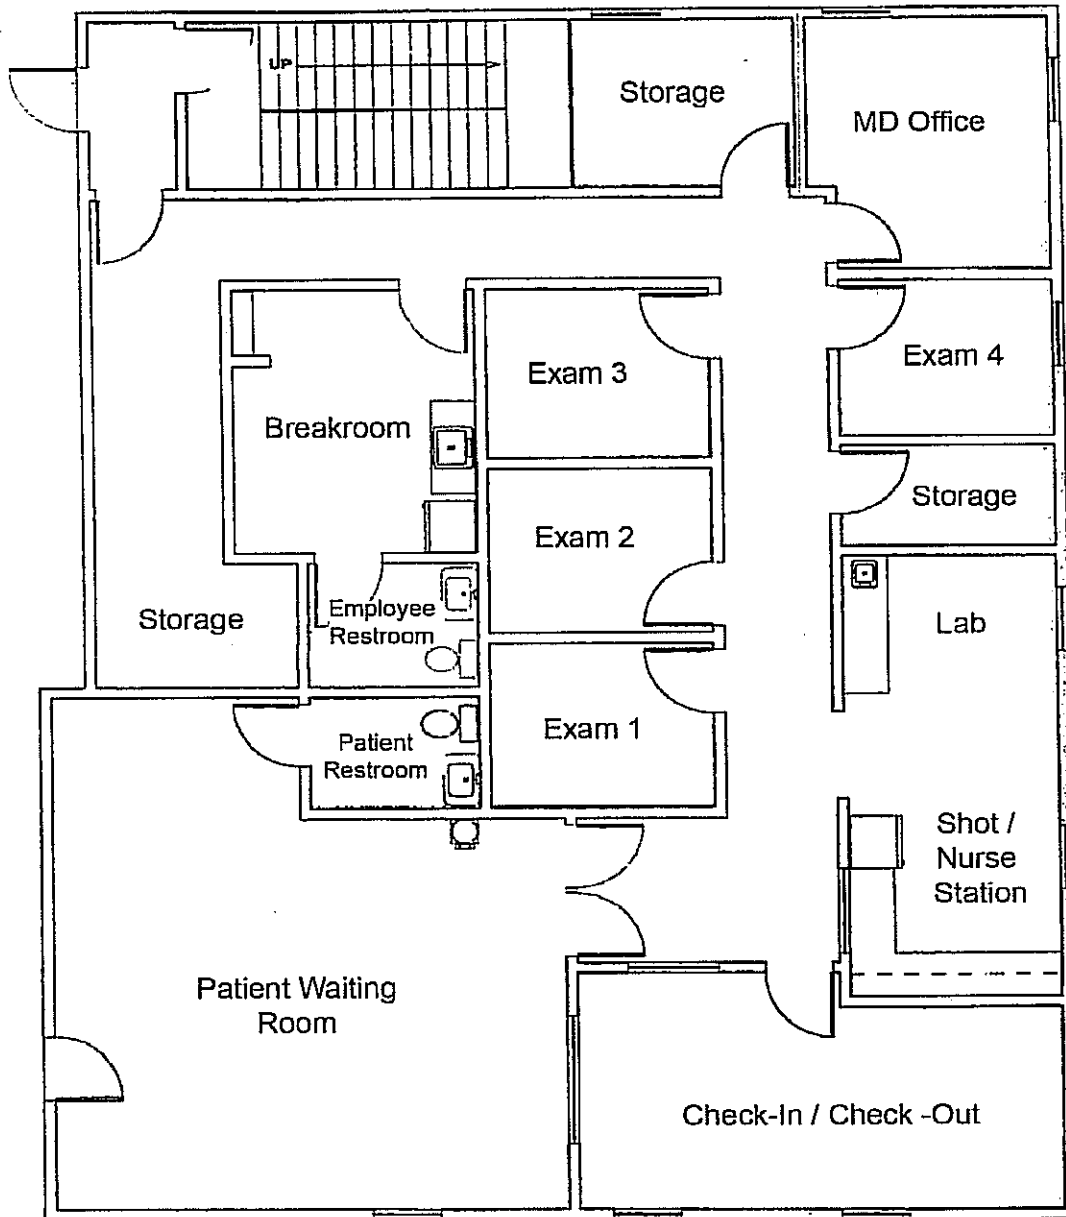 UP
Storage
MD Office
Exam 3
Exam 4
Breakroom
Storage
Exam 2
Storage
Employee
Restroom
Lab
Exam 1
Patient
Restroom
Shot /
Nurse
Station
Patient Waiting
Room
Check-In / Check -Out